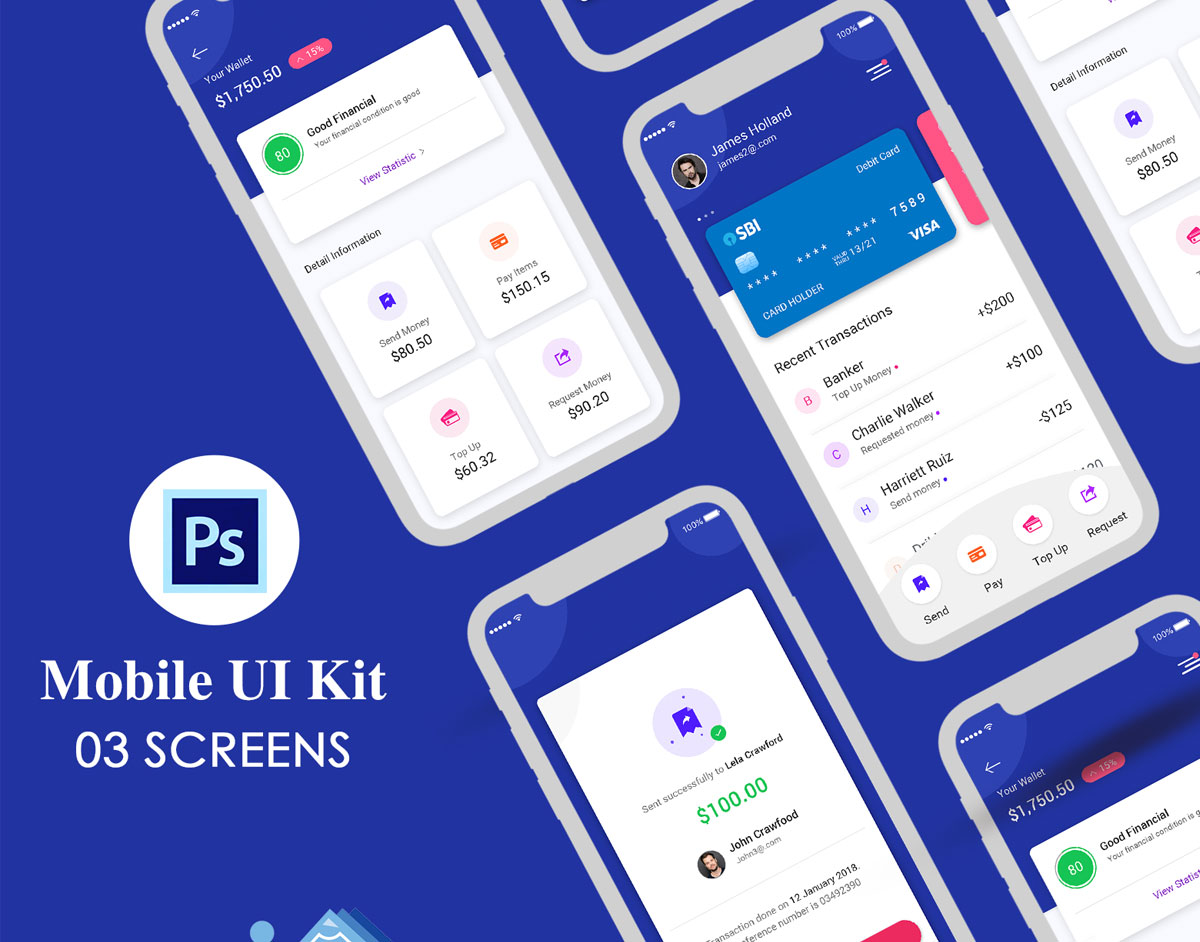 Your Wallet
$1,750.50
15%
80
Good Financial
Your financial condition is good
View Statistic
Detail Information
Send Money
$80.50
Pay Items
$150.15
Top Up
$60.32
Request Money
$90.20
100%
James Holland
james2@.com
SBI
Debit Card
**** **** **** 7589
VALID THRU 13/21
VISA
CARD HOLDER
Recent Transactions
B
Banker
Top Up Money
+$200
C
Charlie Walker
Requested money
+$100
H
Harriett Ruiz
Send money
-$125
Send
Pay
Top Up
Request
Detail Information
Send Money
$80.50
Ps
Mobile UI Kit
03 SCREENS
100%
Sent successfully to Lela Crawford
$100.00
John Crawfood
John3@.com
Transaction done on 12 January 2018.
reference number is 03492390
100%
Your Wallet
$1,750.50
15%
80
Good Financial
Your financial condition is
View